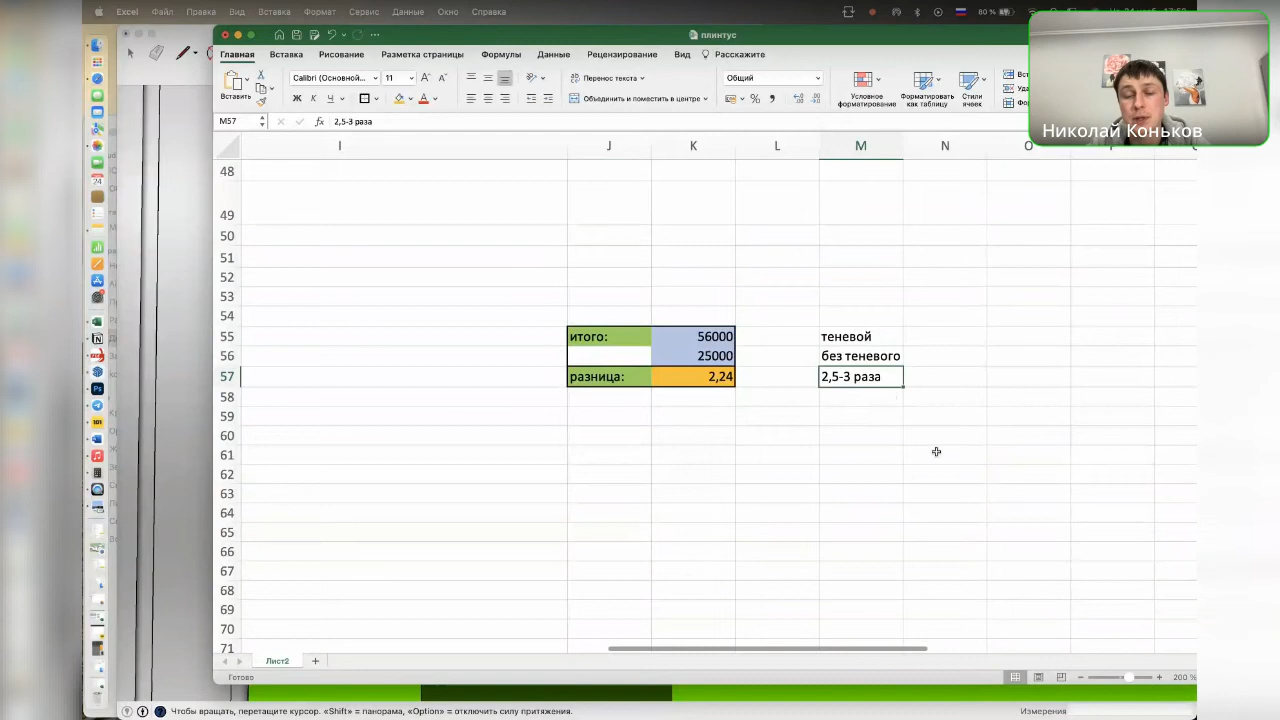 Excel Файл Правка Вид Вставка Формат Сервис Данные Окно Справка 80 %
плинтус
Главная Вставка Рисование Разметка страницы Формулы Данные Рецензирование Вид Расскажите
Вставить
Calibri (Основной... 11
Ж К Ч
Перенос текста
Объединить и поместить в центре
Общий
Условное форматирование
Форматировать как таблицу
Стили ячеек
Николай Коньков
M57 fx 2,5-3 раза
I J K L M N O
48
49
50
51
52
53
54
55 итого: 56000 теневой
56 25000 без теневого
57 разница: 2,24 2,5-3 раза
58
59
60
61
62
63
64
65
66
67
68
69
70
71
Лист2
Готово 200 %
Чтобы вращать, перетащите курсор. «Shift» = панорама, «Option» = отключить силу притяжения. Измерения